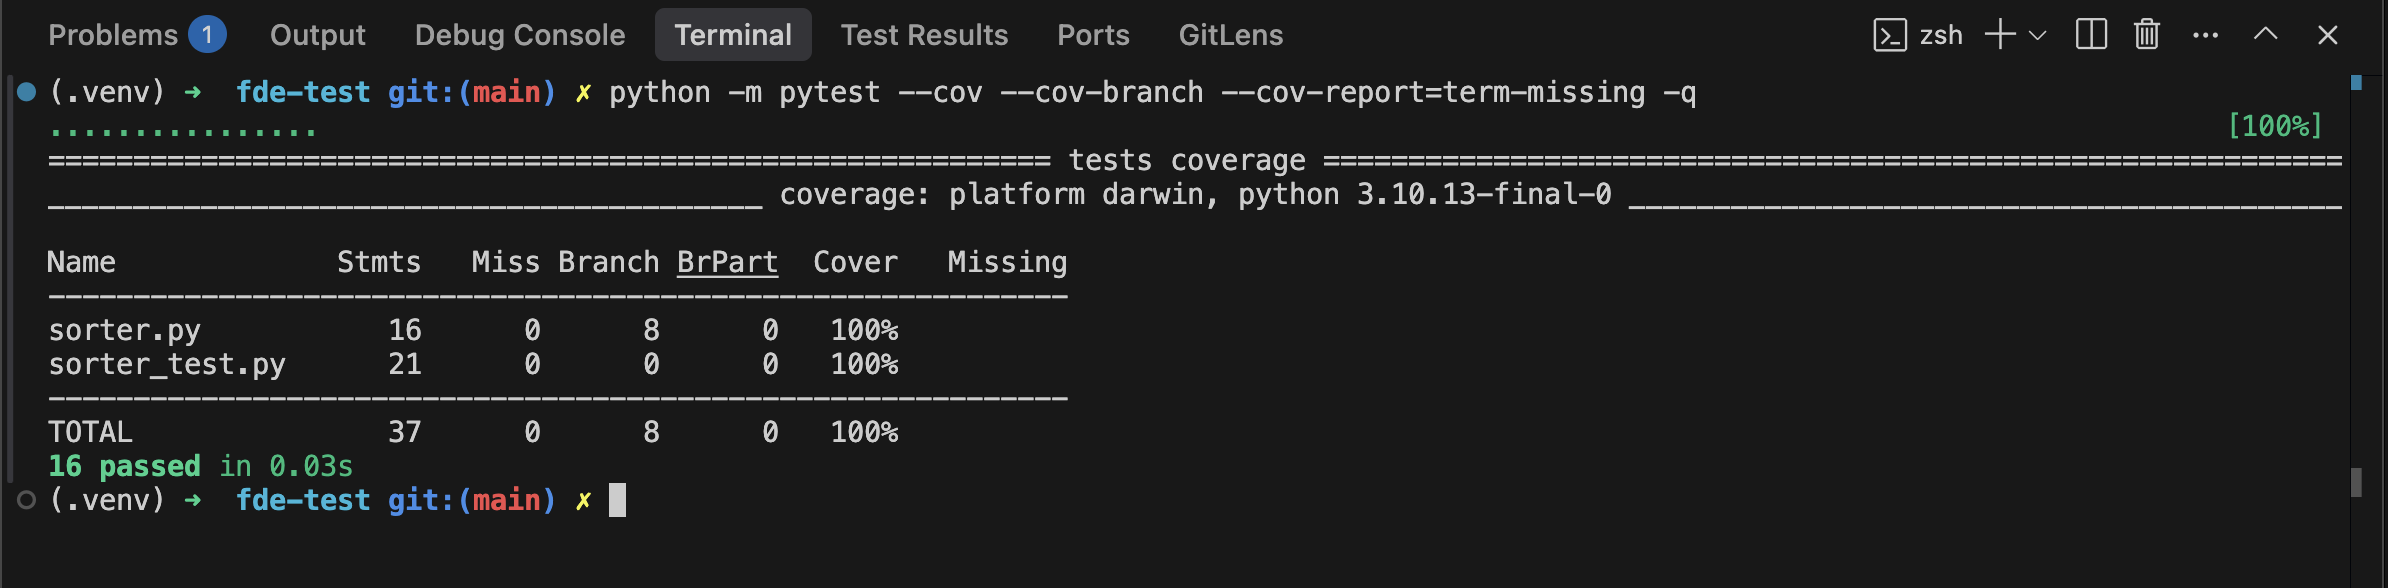 Problems 1 Output Debug Console Terminal Test Results Ports GitLens zsh
(.venv) ➜ fde-test git:(main) ✗ python -m pytest --cov --cov-branch --cov-report=term-missing -q
................ [100%]
=========================================================== tests coverage ============================================================
__________________________________________ coverage: platform darwin, python 3.10.13-final-0 __________________________________________
Name             Stmts   Miss Branch BrPart  Cover   Missing
------------------------------------------------------------
sorter.py           16      0      8      0   100%
sorter_test.py      21      0      0      0   100%
------------------------------------------------------------
TOTAL               37      0      8      0   100%
16 passed in 0.03s
(.venv) ➜ fde-test git:(main) ✗